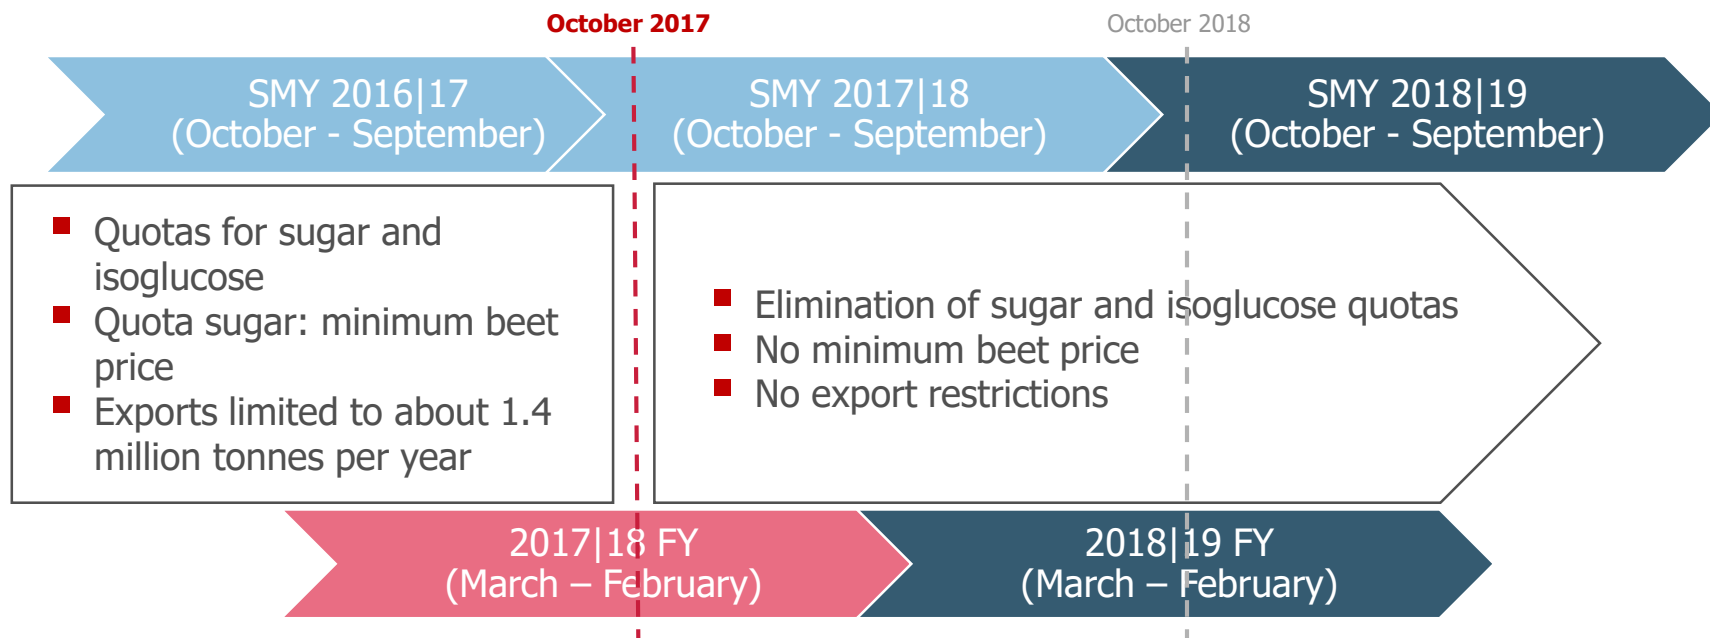 October 2017
October 2018
SMY 2016|17
(October - September)
SMY 2017|18
(October - September)
SMY 2018|19
(October - September)
Quotas for sugar and
isoglucose
Quota sugar: minimum beet
price
Exports limited to about 1.4
million tonnes per year
Elimination of sugar and isoglucose quotas
No minimum beet price
No export restrictions
2017|18 FY
(March – February)
2018|19 FY
(March – February)